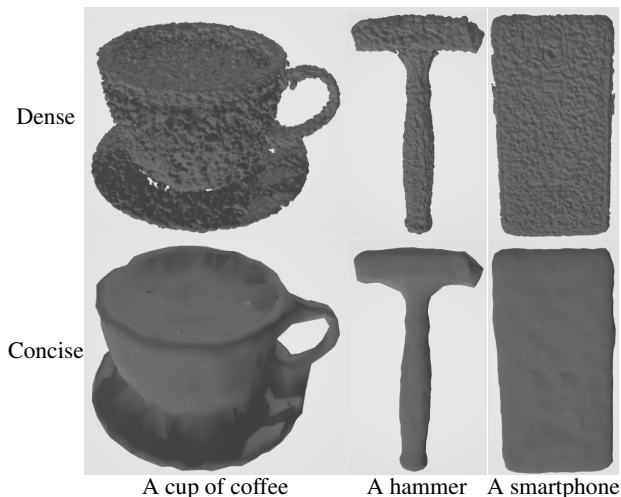 Dense
Concise
A cup of coffee
A hammer
A smartphone